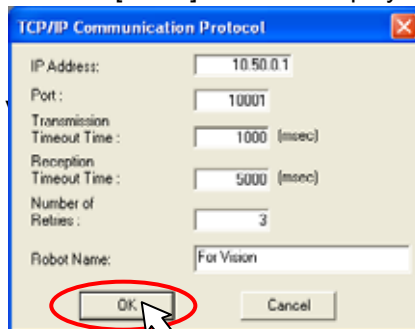 TCP/IP Communication Protocol
IP Address: 10.50.0.1
Port : 10001
Transmission
Timeout Time : 1000 (msec)
Reception
Timeout Time : 5000 (msec)
Number of
Retries : 3
Robot Name: For Vision
OK Cancel